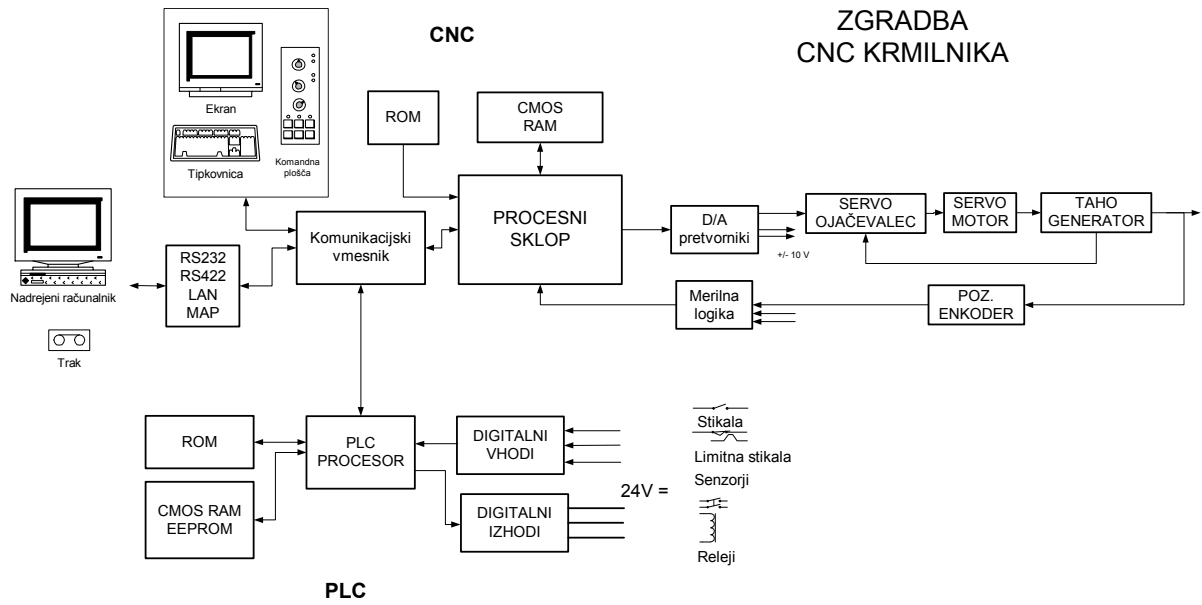 ZGRADBA
CNC KRMILNIKA
CNC
Ekran
Tipkovnica
Komandna
plošča
ROM
CMOS
RAM
PROCESNI
SKLOP
Komunikacijski
vmesnik
RS232
RS422
LAN
MAP
Nadrejeni računalnik
Trak
D/A
pretvorniki
+/- 10 V
SERVO
OJAČEVALEC
SERVO
MOTOR
TAHO
GENERATOR
Merilna
logika
POZ.
ENKODER
ROM
CMOS RAM
EEPROM
PLC
PROCESOR
DIGITALNI
VHODI
DIGITALNI
IZHODI
24V =
Stikala
Limitna stikala
Senzorji
Releji
PLC